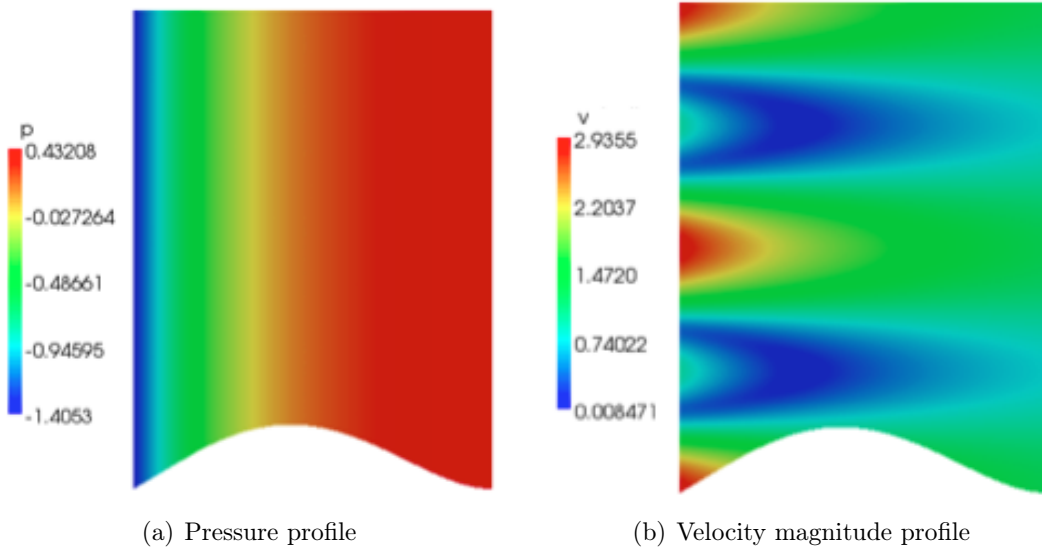 p
0.43208
-0.027264
-0.48661
-0.94595
-1.4053
v
2.9355
2.2037
1.4720
0.74022
0.008471
(a) Pressure profile
(b) Velocity magnitude profile